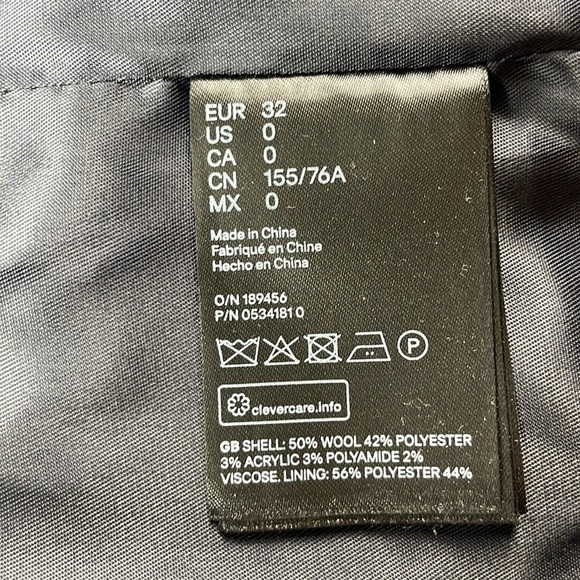 EUR 32
US 0
CA 0
CN 155/76A
MX 0
Made in China
Fabriqué en Chine
Hecho en China
O/N 189456
P/N 0534181 0
P
clevercare.info
GB SHELL: 50% WOOL 42% POLYESTER
3% ACRYLIC 3% POLYAMIDE 2%
VISCOSE. LINING: 56% POLYESTER 44%